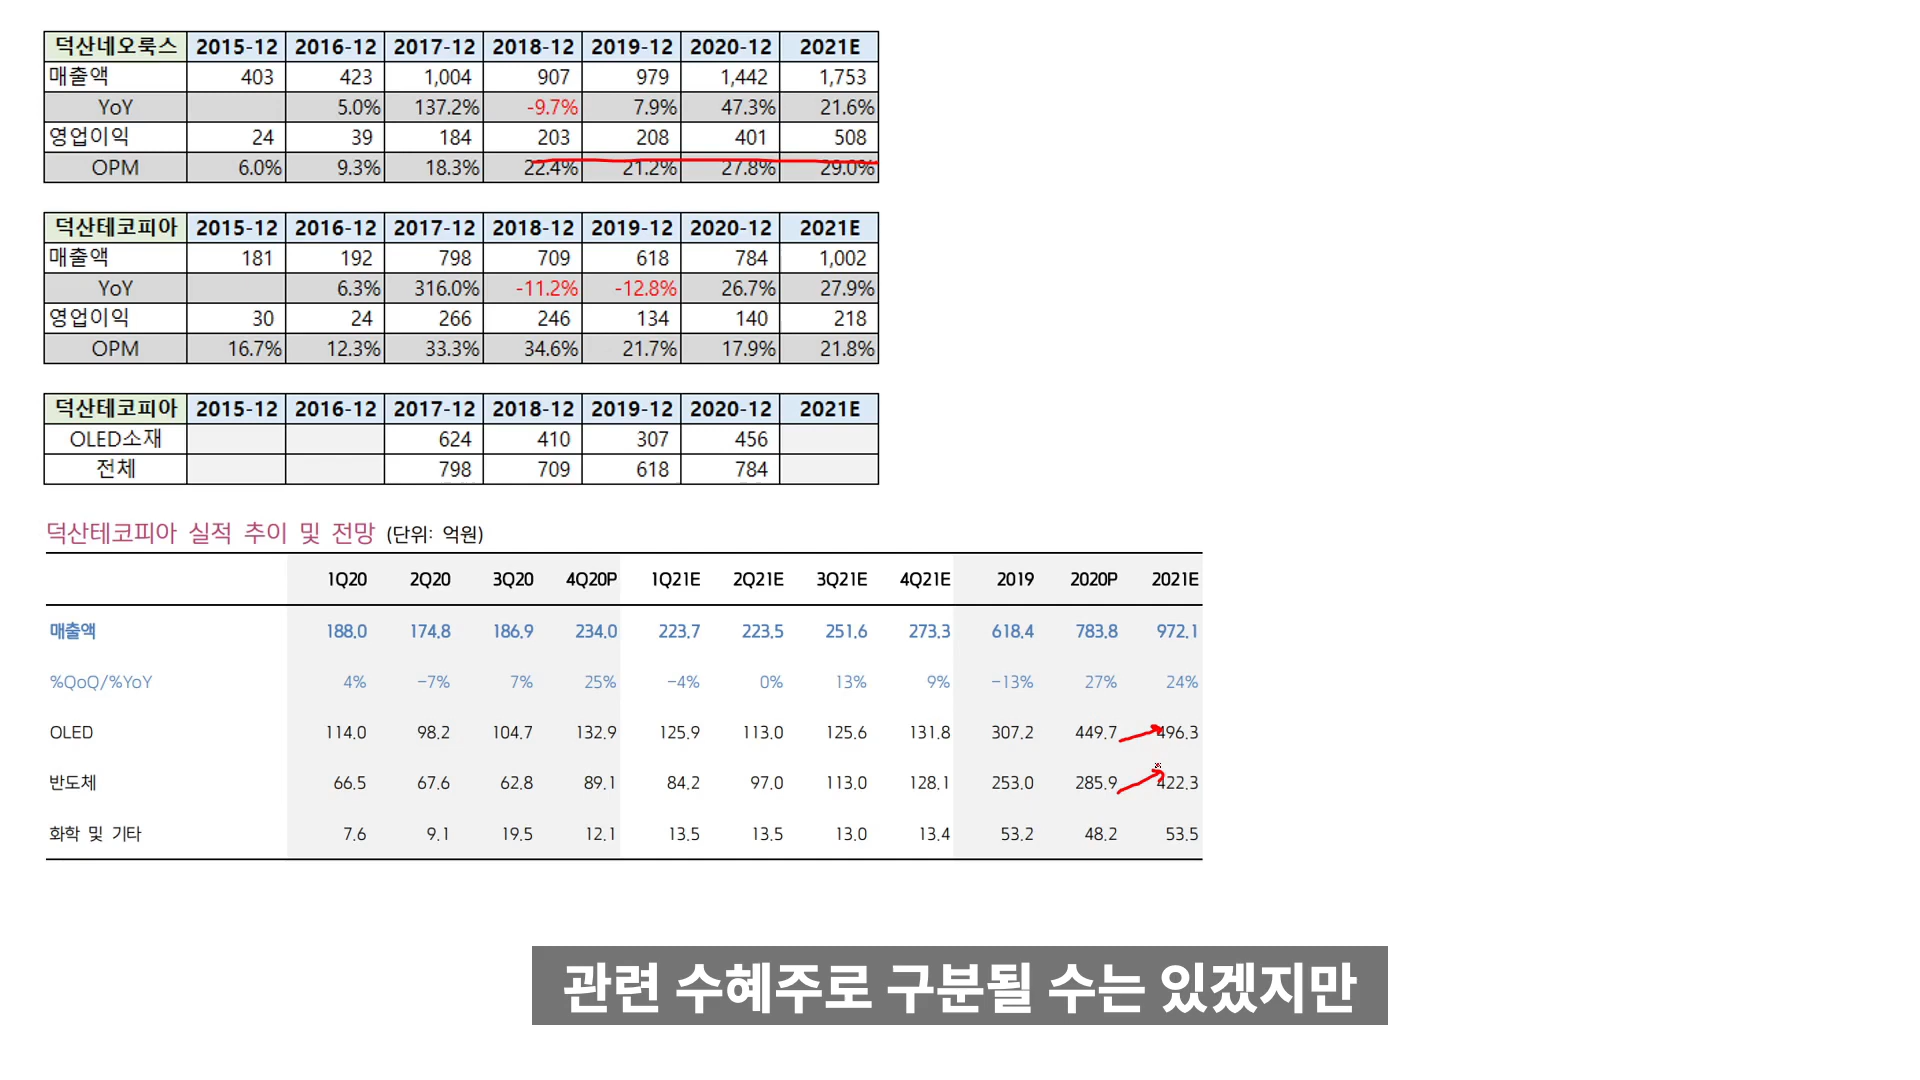 덕산네오룩스 2015-12 2016-12 2017-12 2018-12 2019-12 2020-12 2021E
매출액 403 423 1,004 907 979 1,442 1,753
YoY 5.0% 137.2% -9.7% 7.9% 47.3% 21.6%
영업이익 24 39 184 203 208 401 508
OPM 6.0% 9.3% 18.3% 22.4% 21.2% 27.8% 29.0%
덕산테코피아 2015-12 2016-12 2017-12 2018-12 2019-12 2020-12 2021E
매출액 181 192 798 709 618 784 1,002
YoY 6.3% 316.0% -11.2% -12.8% 26.7% 27.9%
영업이익 30 24 266 246 134 140 218
OPM 16.7% 12.3% 33.3% 34.6% 21.7% 17.9% 21.8%
덕산테코피아 2015-12 2016-12 2017-12 2018-12 2019-12 2020-12 2021E
OLED소재 624 410 307 456
전체 798 709 618 784
덕산테코피아 실적 추이 및 전망 (단위: 억원)
1Q20 2Q20 3Q20 4Q20P 1Q21E 2Q21E 3Q21E 4Q21E 2019 2020P 2021E
매출액 188.0 174.8 186.9 234.0 223.7 223.5 251.6 273.3 618.4 783.8 972.1
%QoQ/%YoY 4% -7% 7% 25% -4% 0% 13% 9% -13% 27% 24%
OLED 114.0 98.2 104.7 132.9 125.9 113.0 125.6 131.8 307.2 449.7 496.3
반도체 66.5 67.6 62.8 89.1 84.2 97.0 113.0 128.1 253.0 285.9 422.3
화학 및 기타 7.6 9.1 19.5 12.1 13.5 13.5 13.0 13.4 53.2 48.2 53.5
관련 수혜주로 구분될 수는 있겠지만